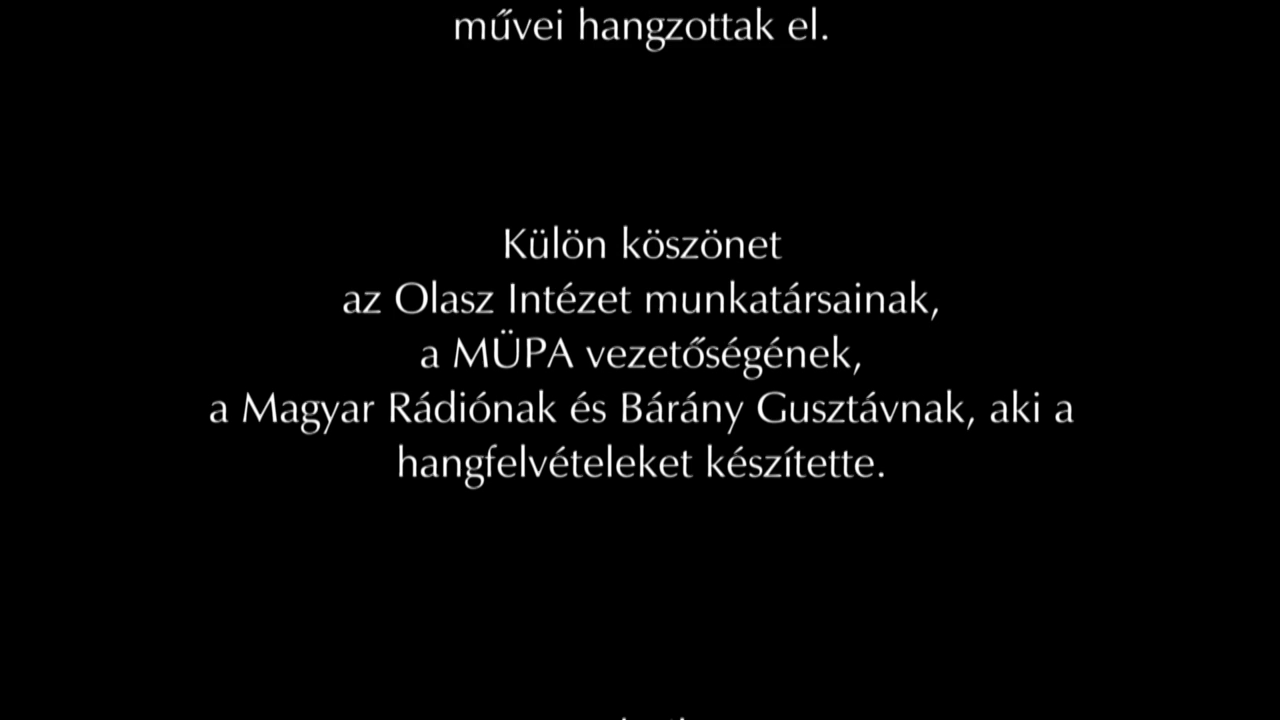 művei hangzottak el.
Külön köszönet
az Olasz Intézet munkatársainak,
a MÜPA vezetőségének,
a Magyar Rádiónak és Bárány Gusztávnak, aki a
hangfelvételeket készítette.